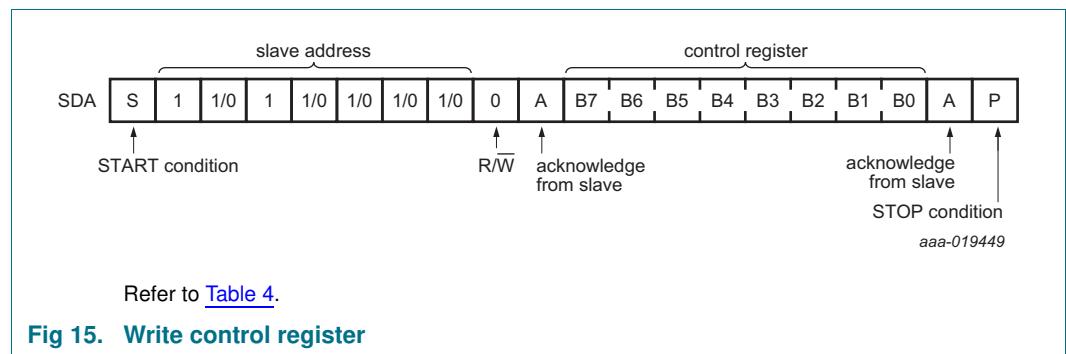 slave address control register
SDA S 1 1/0 1 1/0 1/0 1/0 1/0 0 A B7 B6 B5 B4 B3 B2 B1 B0 A P
START condition R/W̅ acknowledge acknowledge
from slave from slave
STOP condition
aaa-019449
Refer to Table 4.
Fig 15. Write control register